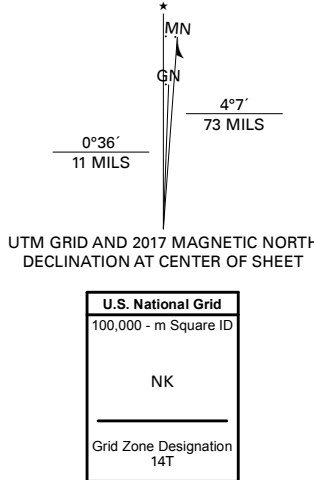 ★
MN
GN
4°7´
73 MILS
0°36´
11 MILS
UTM GRID AND 2017 MAGNETIC NORTH
DECLINATION AT CENTER OF SHEET
U.S. National Grid
100,000 - m Square ID
NK
Grid Zone Designation
14T